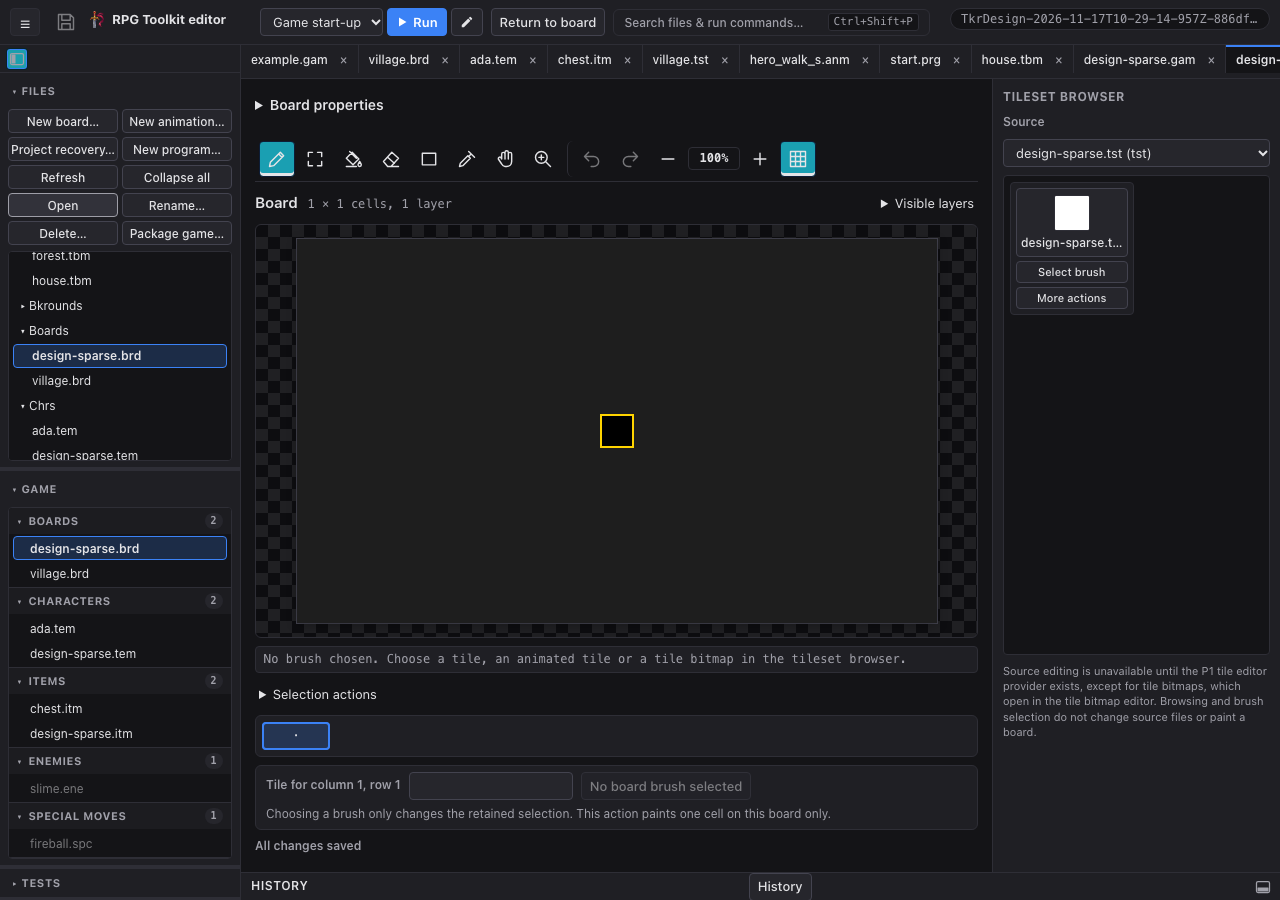 RPG Toolkit editor
Game start-up
Run
Return to board
Search files & run commands...
Ctrl+Shift+P
TkrDesign-2026-11-17T10-29-14-957Z-886df…
example.gam ×
village.brd ×
ada.tem ×
chest.itm ×
village.tst ×
hero_walk_s.anm ×
start.prg ×
house.tbm ×
design-sparse.gam ×
design-
FILES
New board...
New animation...
Project recovery...
New program...
Refresh
Collapse all
Open
Rename...
Delete...
Package game...
forest.tbm
house.tbm
Bkrounds
Boards
design-sparse.brd
village.brd
Chrs
ada.tem
design-sparse.tem
GAME
BOARDS 2
design-sparse.brd
village.brd
CHARACTERS 2
ada.tem
design-sparse.tem
ITEMS 2
chest.itm
design-sparse.itm
ENEMIES 1
slime.ene
SPECIAL MOVES 1
fireball.spc
TESTS
Board properties
100%
Board 1 × 1 cells, 1 layer
Visible layers
No brush chosen. Choose a tile, an animated tile or a tile bitmap in the tileset browser.
Selection actions
Tile for column 1, row 1
No board brush selected
Choosing a brush only changes the retained selection. This action paints one cell on this board only.
All changes saved
HISTORY
History
TILESET BROWSER
Source
design-sparse.tst (tst)
design-sparse.t...
Select brush
More actions
Source editing is unavailable until the P1 tile editor
provider exists, except for tile bitmaps, which
open in the tile bitmap editor. Browsing and brush
selection do not change source files or paint a
board.